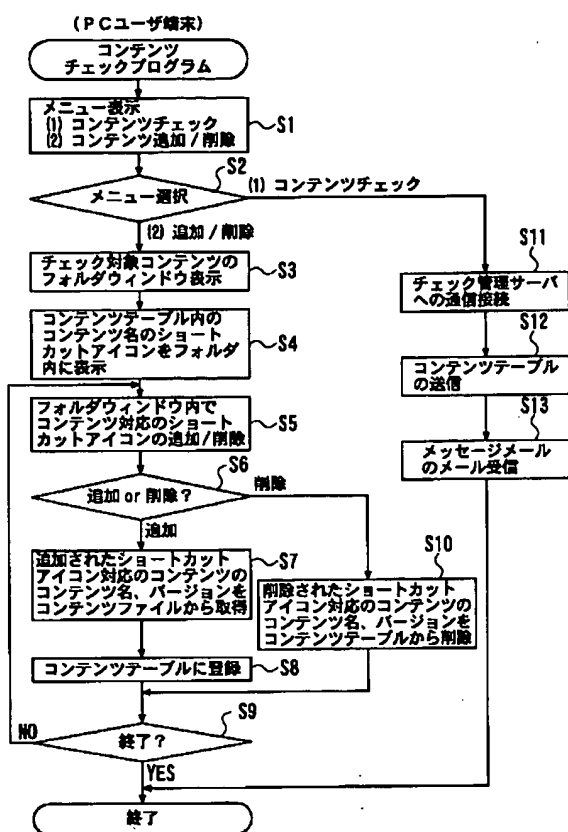 (PCユーザ端末)
コンテンツ
チェックプログラム
メニュー表示
(1) コンテンツチェック
(2) コンテンツ追加/削除
S1
S2
メニュー選択
(1) コンテンツチェック
(2) 追加/削除
チェック対象コンテンツの
フォルダウィンドウ表示
S3
コンテンツテーブル内の
コンテンツ名のショート
カットアイコンをフォルダ
内に表示
S4
フォルダウィンドウ内で
コンテンツ対応のショート
カットアイコンの追加/削除
S5
S6
追加 or 削除?
削除
追加
追加されたショートカット
アイコン対応のコンテンツの
コンテンツ名、バージョンを
コンテンツファイルから取得
S7
コンテンツテーブルに登録
S8
S9
終了?
NO
YES
終了
S10
削除されたショートカット
アイコン対応のコンテンツの
コンテンツ名、バージョンを
コンテンツテーブルから削除
S11
チェック管理サーバ
への通信接続
S12
コンテンツテーブル
の送信
S13
メッセージメール
のメール受信